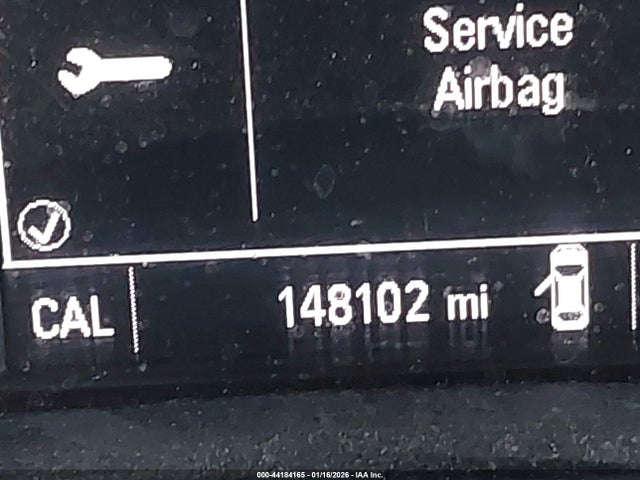 Service
Airbag
CAL
148102 mi
000-44184165 - 01/16/2026 - IAA Inc.